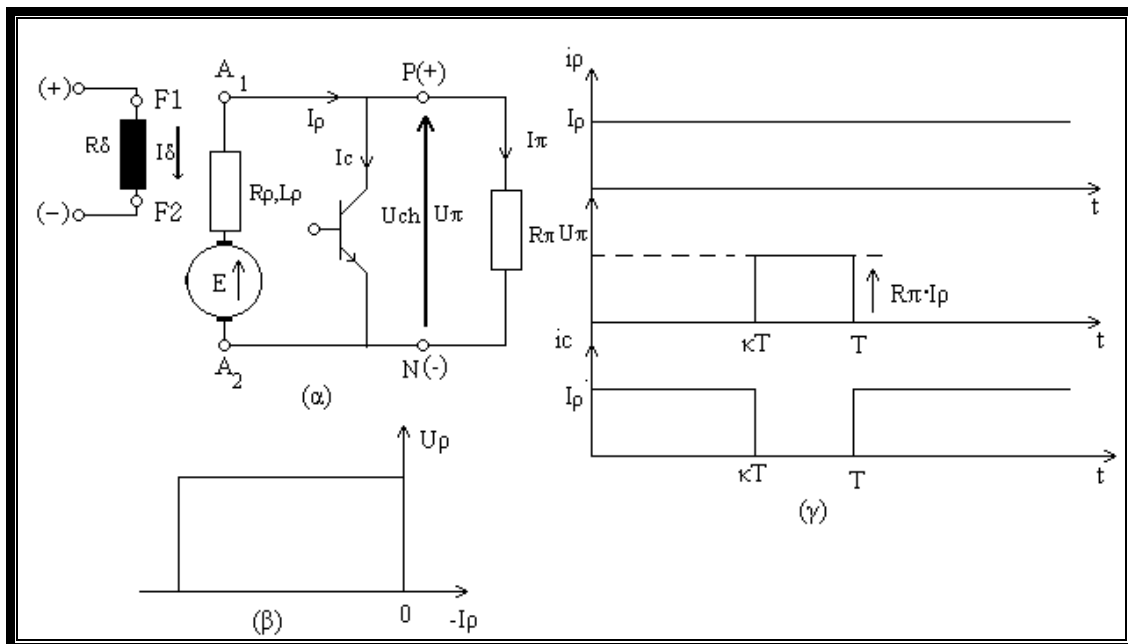 (+)
F1
Rδ
Iδ
(−)
F2
A1
Iρ
P(+)
Iπ
Ic
Rρ,Lρ
Uch
Uπ
Rπ
E
A2
N(-)
(α)
Uρ
0
-Iρ
(β)
iρ
Iρ
t
Uπ
Rπ·Iρ
κT
T
t
ic
Iρ
κT
T
t
(γ)